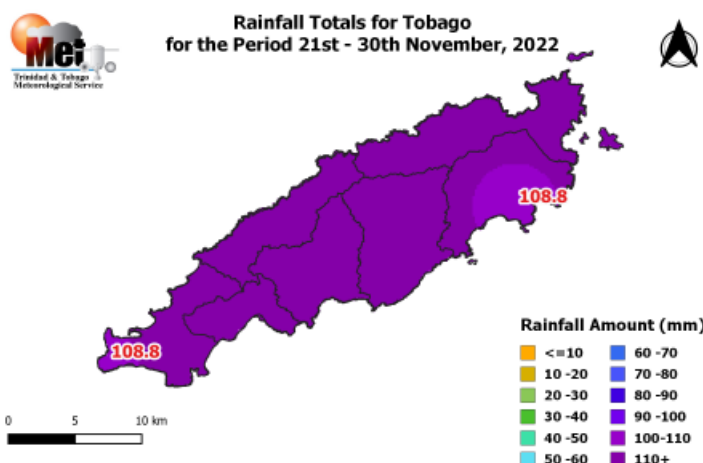 Rainfall Totals for Tobago
for the Period 21st - 30th November, 2022
Met
Trinidad & Tobago
Meteorological Service
108.8
108.8
0 5 10 km
Rainfall Amount (mm)
<=10 60 -70
10 -20 70 -80
20 -30 80 -90
30 -40 90 -100
40 -50 100-110
50 -60 110+